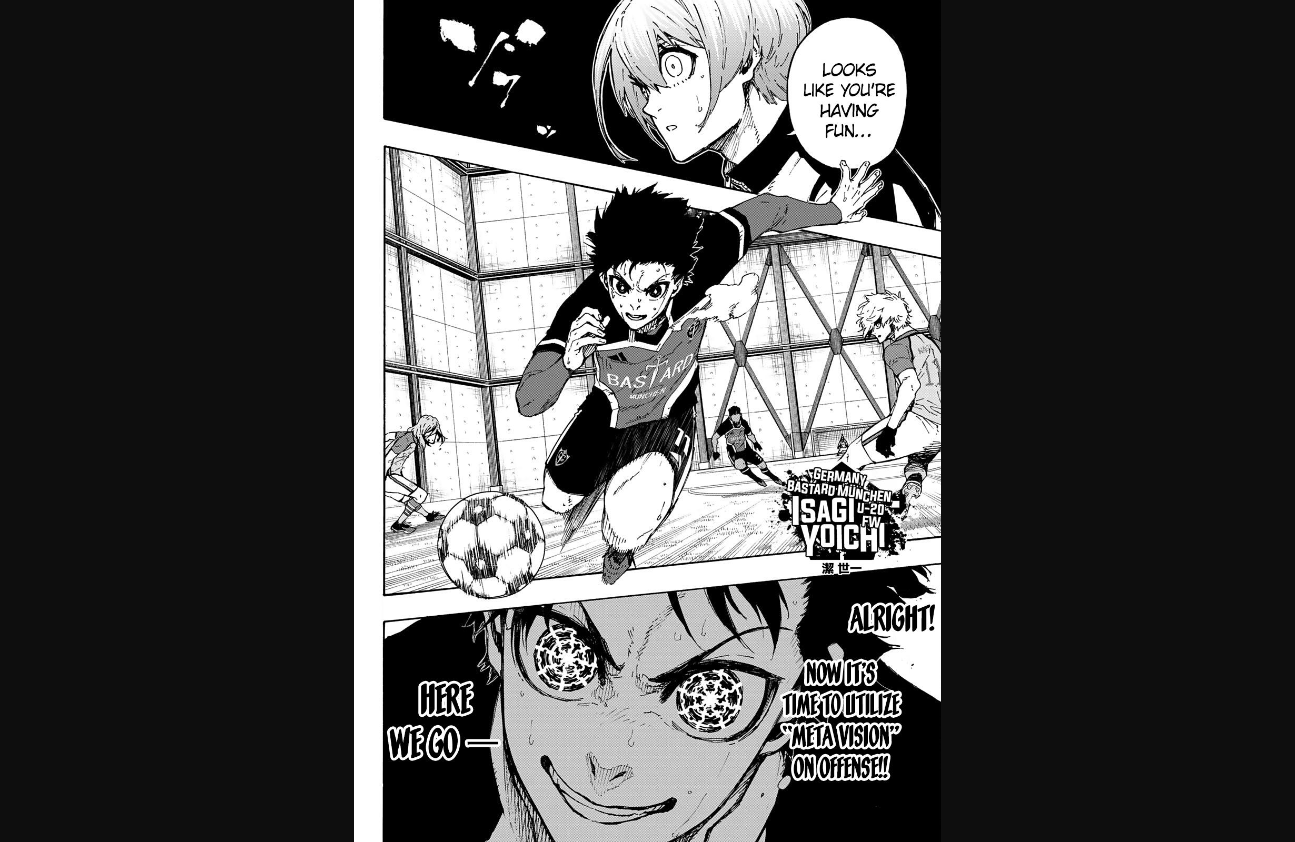 LOOKS
LIKE YOU'RE
HAVING
FUN...
BASTARD
MÜNCHEN
11
GERMANY
BASTARD MÜNCHEN
U-20
FW
ISAGI
YOICHI
潔 世一
ALRIGHT!
NOW IT'S
TIME TO UTILIZE
"META VISION"
ON OFFENSE!!
HERE
WE GO —